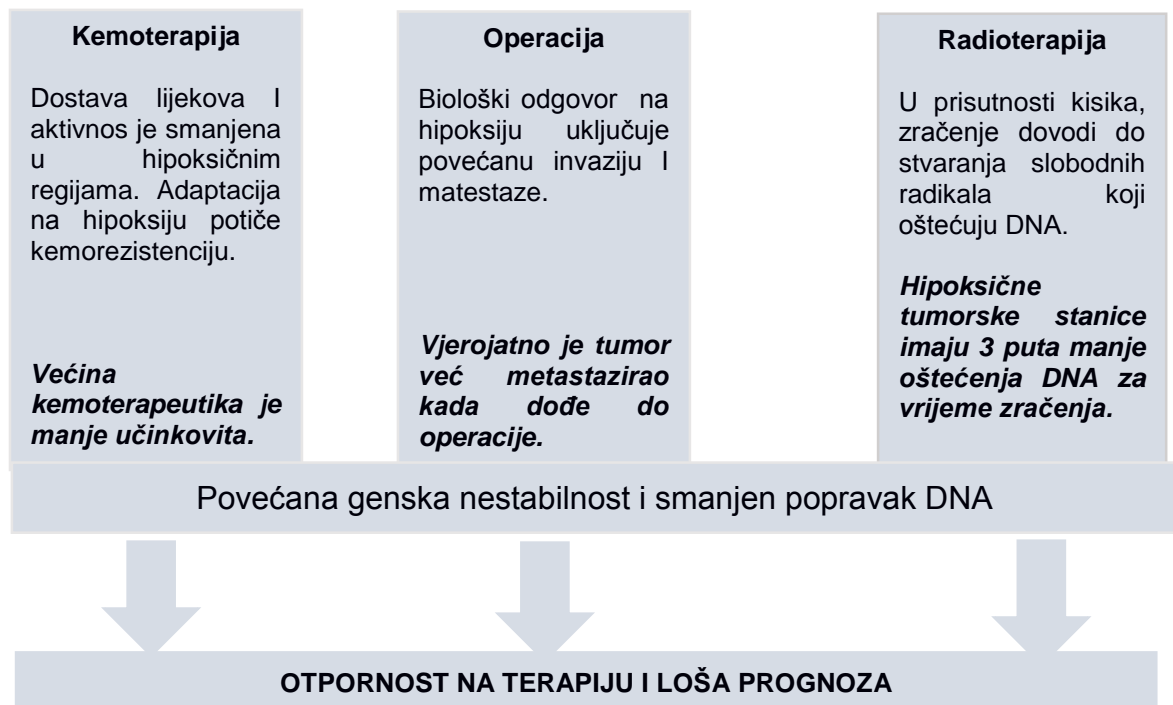 Kemoterapija
Dostava lijekova I
aktivnos je smanjena
u hipoksičnim
regijama. Adaptacija
na hipoksiju potiče
kemorezistenciju.
Većina
kemoterapeutika je
manje učinkovita.
Operacija
Biološki odgovor na
hipoksiju uključuje
povećanu invaziju I
matestaze.
Vjerojatno je tumor
već metastazirao
kada dođe do
operacije.
Radioterapija
U prisutnosti kisika,
zračenje dovodi do
stvaranja slobodnih
radikala koji
oštećuju DNA.
Hipoksične
tumorske stanice
imaju 3 puta manje
oštećenja DNA za
vrijeme zračenja.
Povećana genska nestabilnost i smanjen popravak DNA
OTPORNOST NA TERAPIJU I LOŠA PROGNOZA